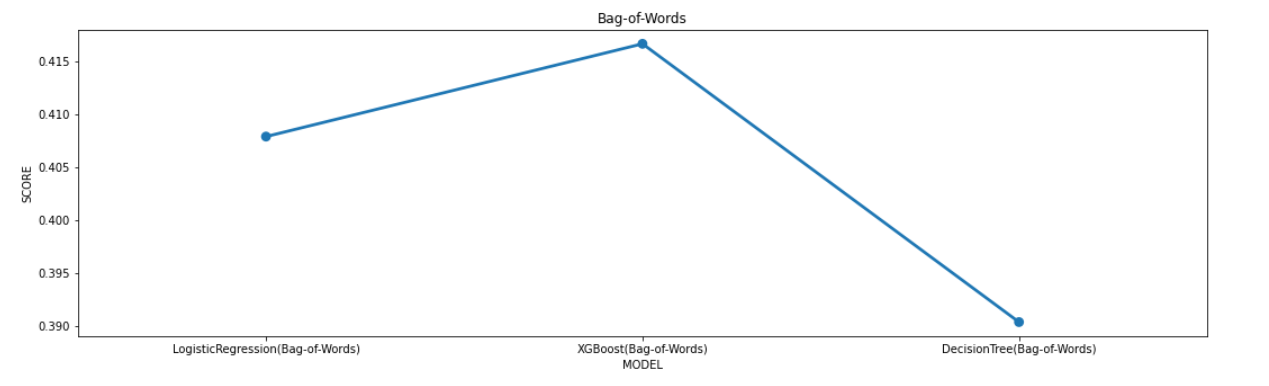 Bag-of-Words
0.415
0.410
0.405
0.400
0.395
0.390
SCORE
LogisticRegression(Bag-of-Words) XGBoost(Bag-of-Words) DecisionTree(Bag-of-Words)
MODEL